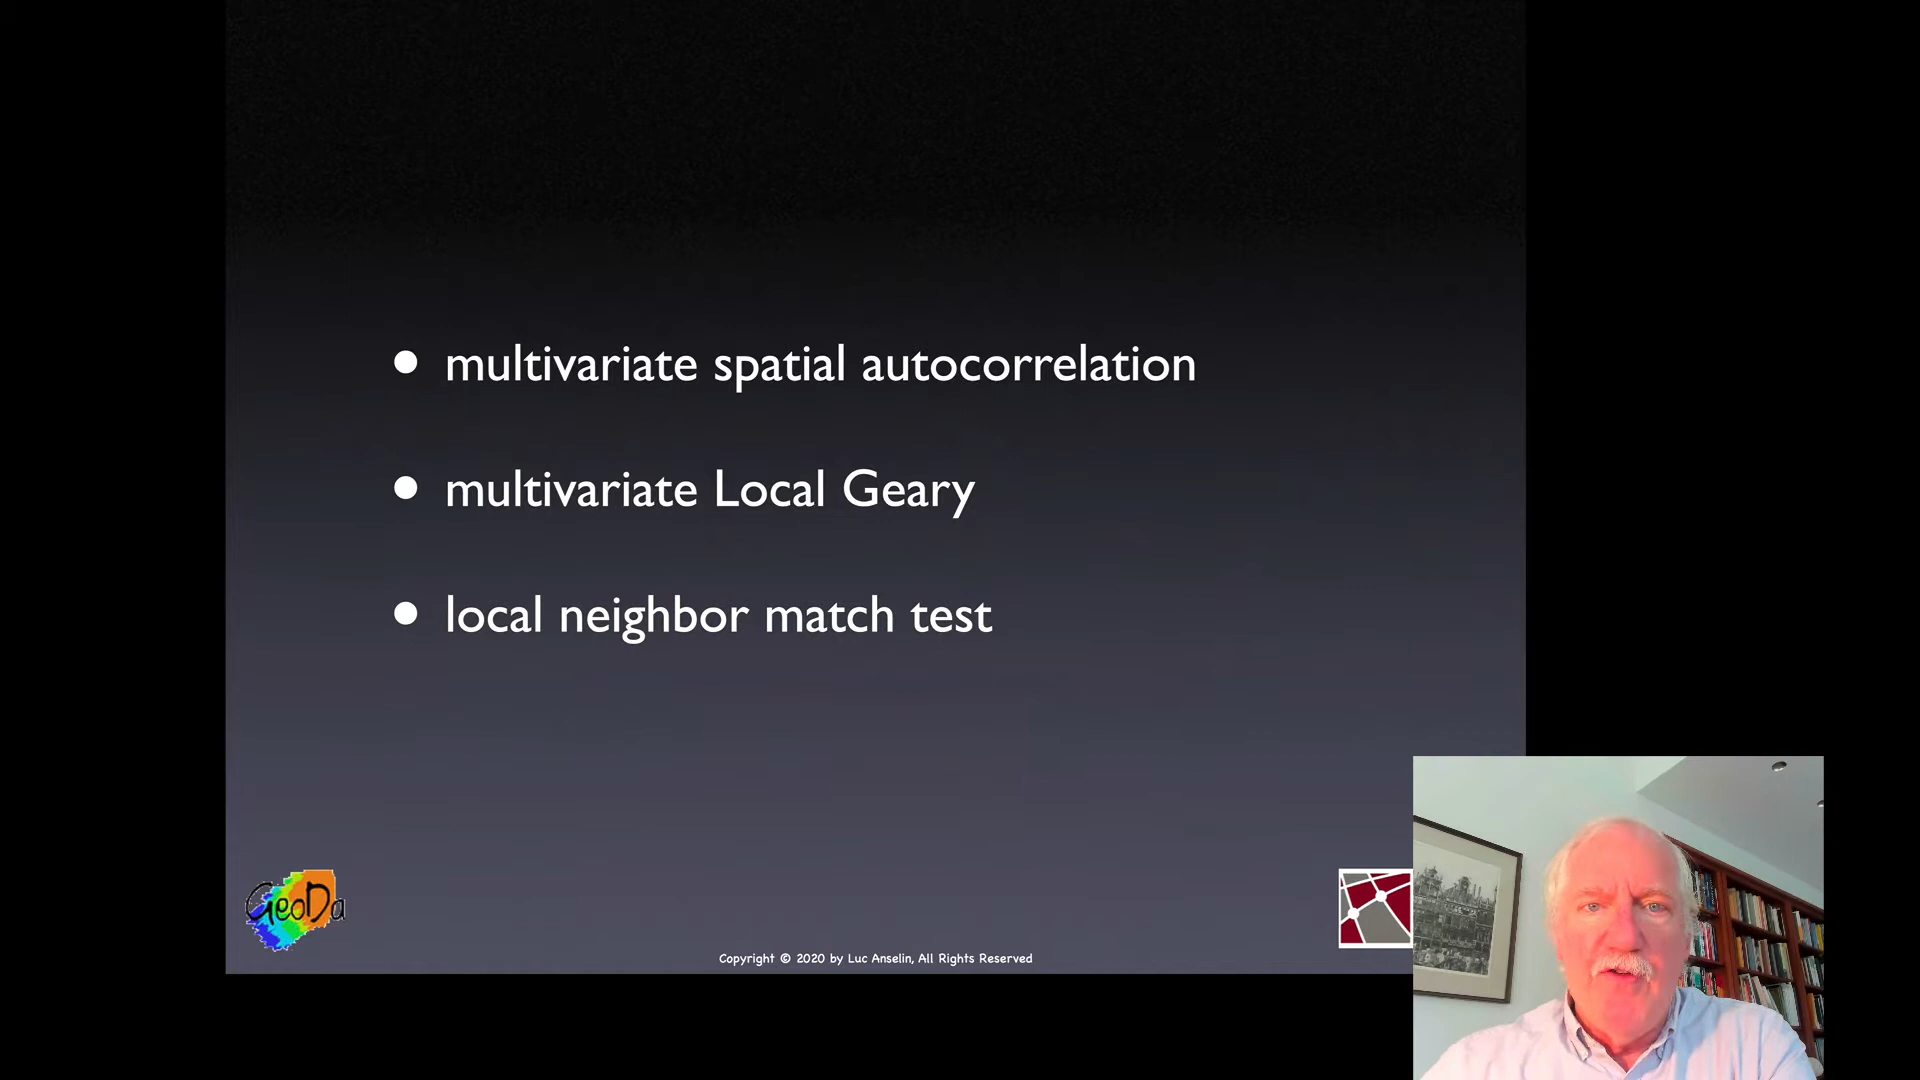 • multivariate spatial autocorrelation
• multivariate Local Geary
• local neighbor match test
GeoDa
Copyright © 2020 by Luc Anselin, All Rights Reserved